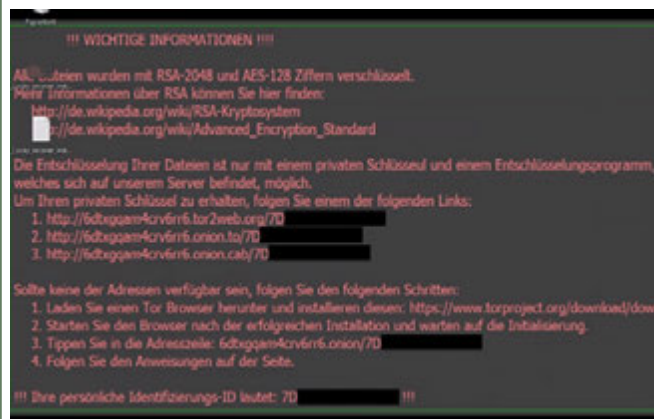 !!! WICHTIGE INFORMATIONEN !!!!
Dateien wurden mit RSA-2048 und AES-128 Ziffern verschlüsselt.
Mehr Informationen über RSA können Sie hier finden:
http://de.wikipedia.org/wiki/RSA-Kryptosystem
://de.wikipedia.org/wiki/Advanced_Encryption_Standard
Die Entschlüsselung Ihrer Dateien ist nur mit einem privaten Schlüsseul und einem Entschlüsselungsprogramm,
welches sich auf unserem Server befindet, möglich.
Um Ihren privaten Schlüssel zu erhalten, folgen Sie einem der folgenden Links:
1. http://6dtxgqam4crv6rr6.tor2web.org/7D
2. http://6dtxgqam4crv6rr6.onion.to/7D
3. http://6dtxgqam4crv6rr6.onion.cab/7D
Sollte keine der Adressen verfügbar sein, folgen Sie den folgenden Schritten:
1. Laden Sie einen Tor Browser herunter und installieren diesen: https://www.torproject.org/download/dow
2. Starten Sie den Browser nach der erfolgreichen Installation und warten auf die Initialisierung.
3. Tippen Sie in die Adresszeile: 6dtxgqam4crv6rr6.onion/7D
4. Folgen Sie den Anweisungen auf der Seite.
!!! Ihre persönliche Identifizierungs-ID lautet: 7D !!!